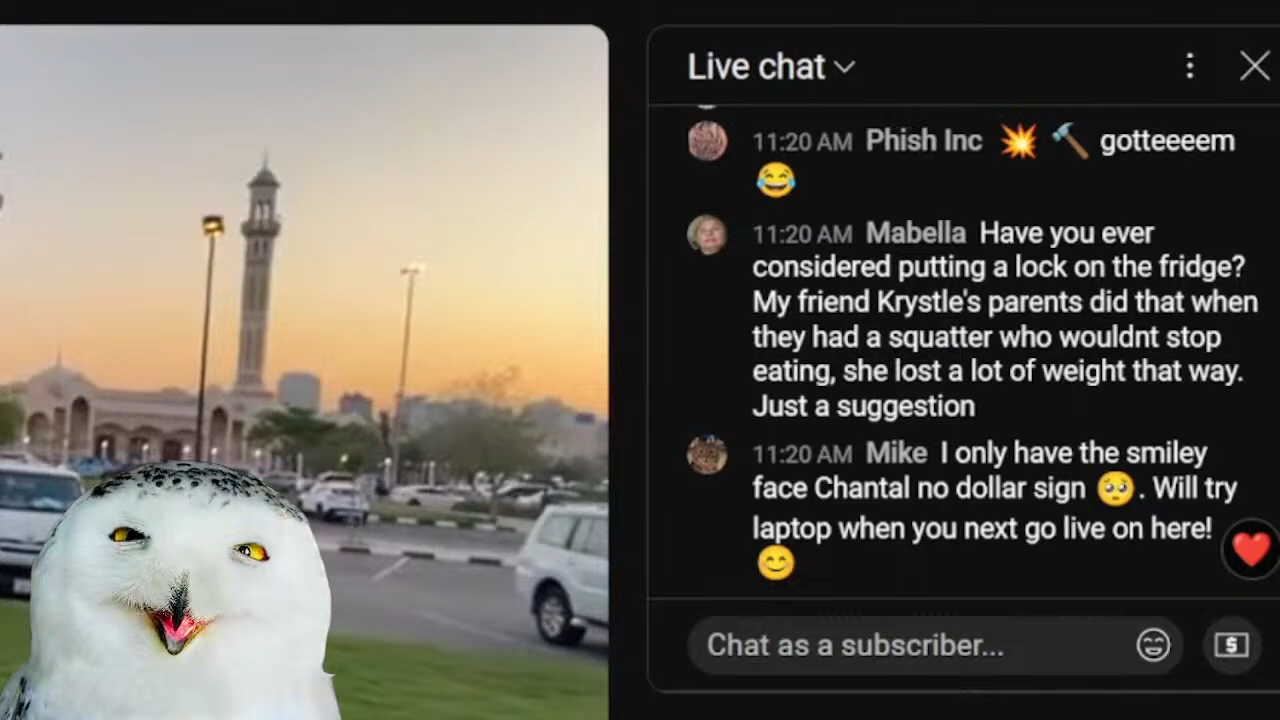 Live chat
11:20 AM Phish Inc 💥 🔨 gotteeeem
😂
11:20 AM Mabella Have you ever
considered putting a lock on the fridge?
My friend Krystle's parents did that when
they had a squatter who wouldnt stop
eating, she lost a lot of weight that way.
Just a suggestion
11:20 AM Mike I only have the smiley
face Chantal no dollar sign 🥺. Will try
laptop when you next go live on here!
😊
Chat as a subscriber...
$